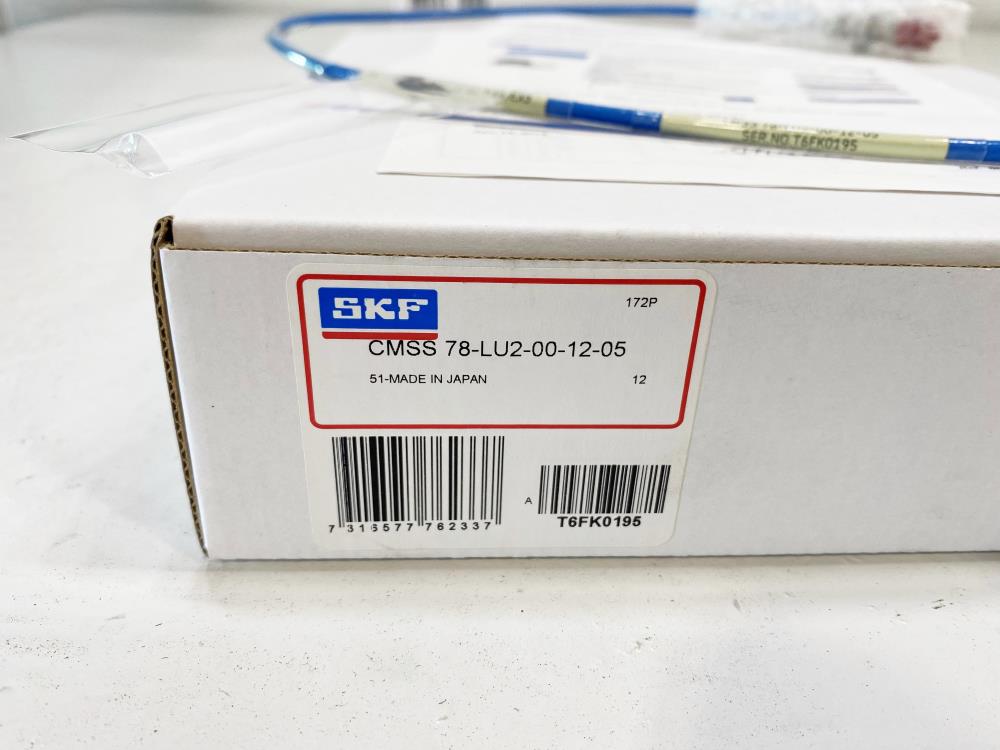 SER.NO.T6FK0195
SKF
172P
CMSS 78-LU2-00-12-05
51-MADE IN JAPAN
12
7 316577 762337
A
T6FK0195